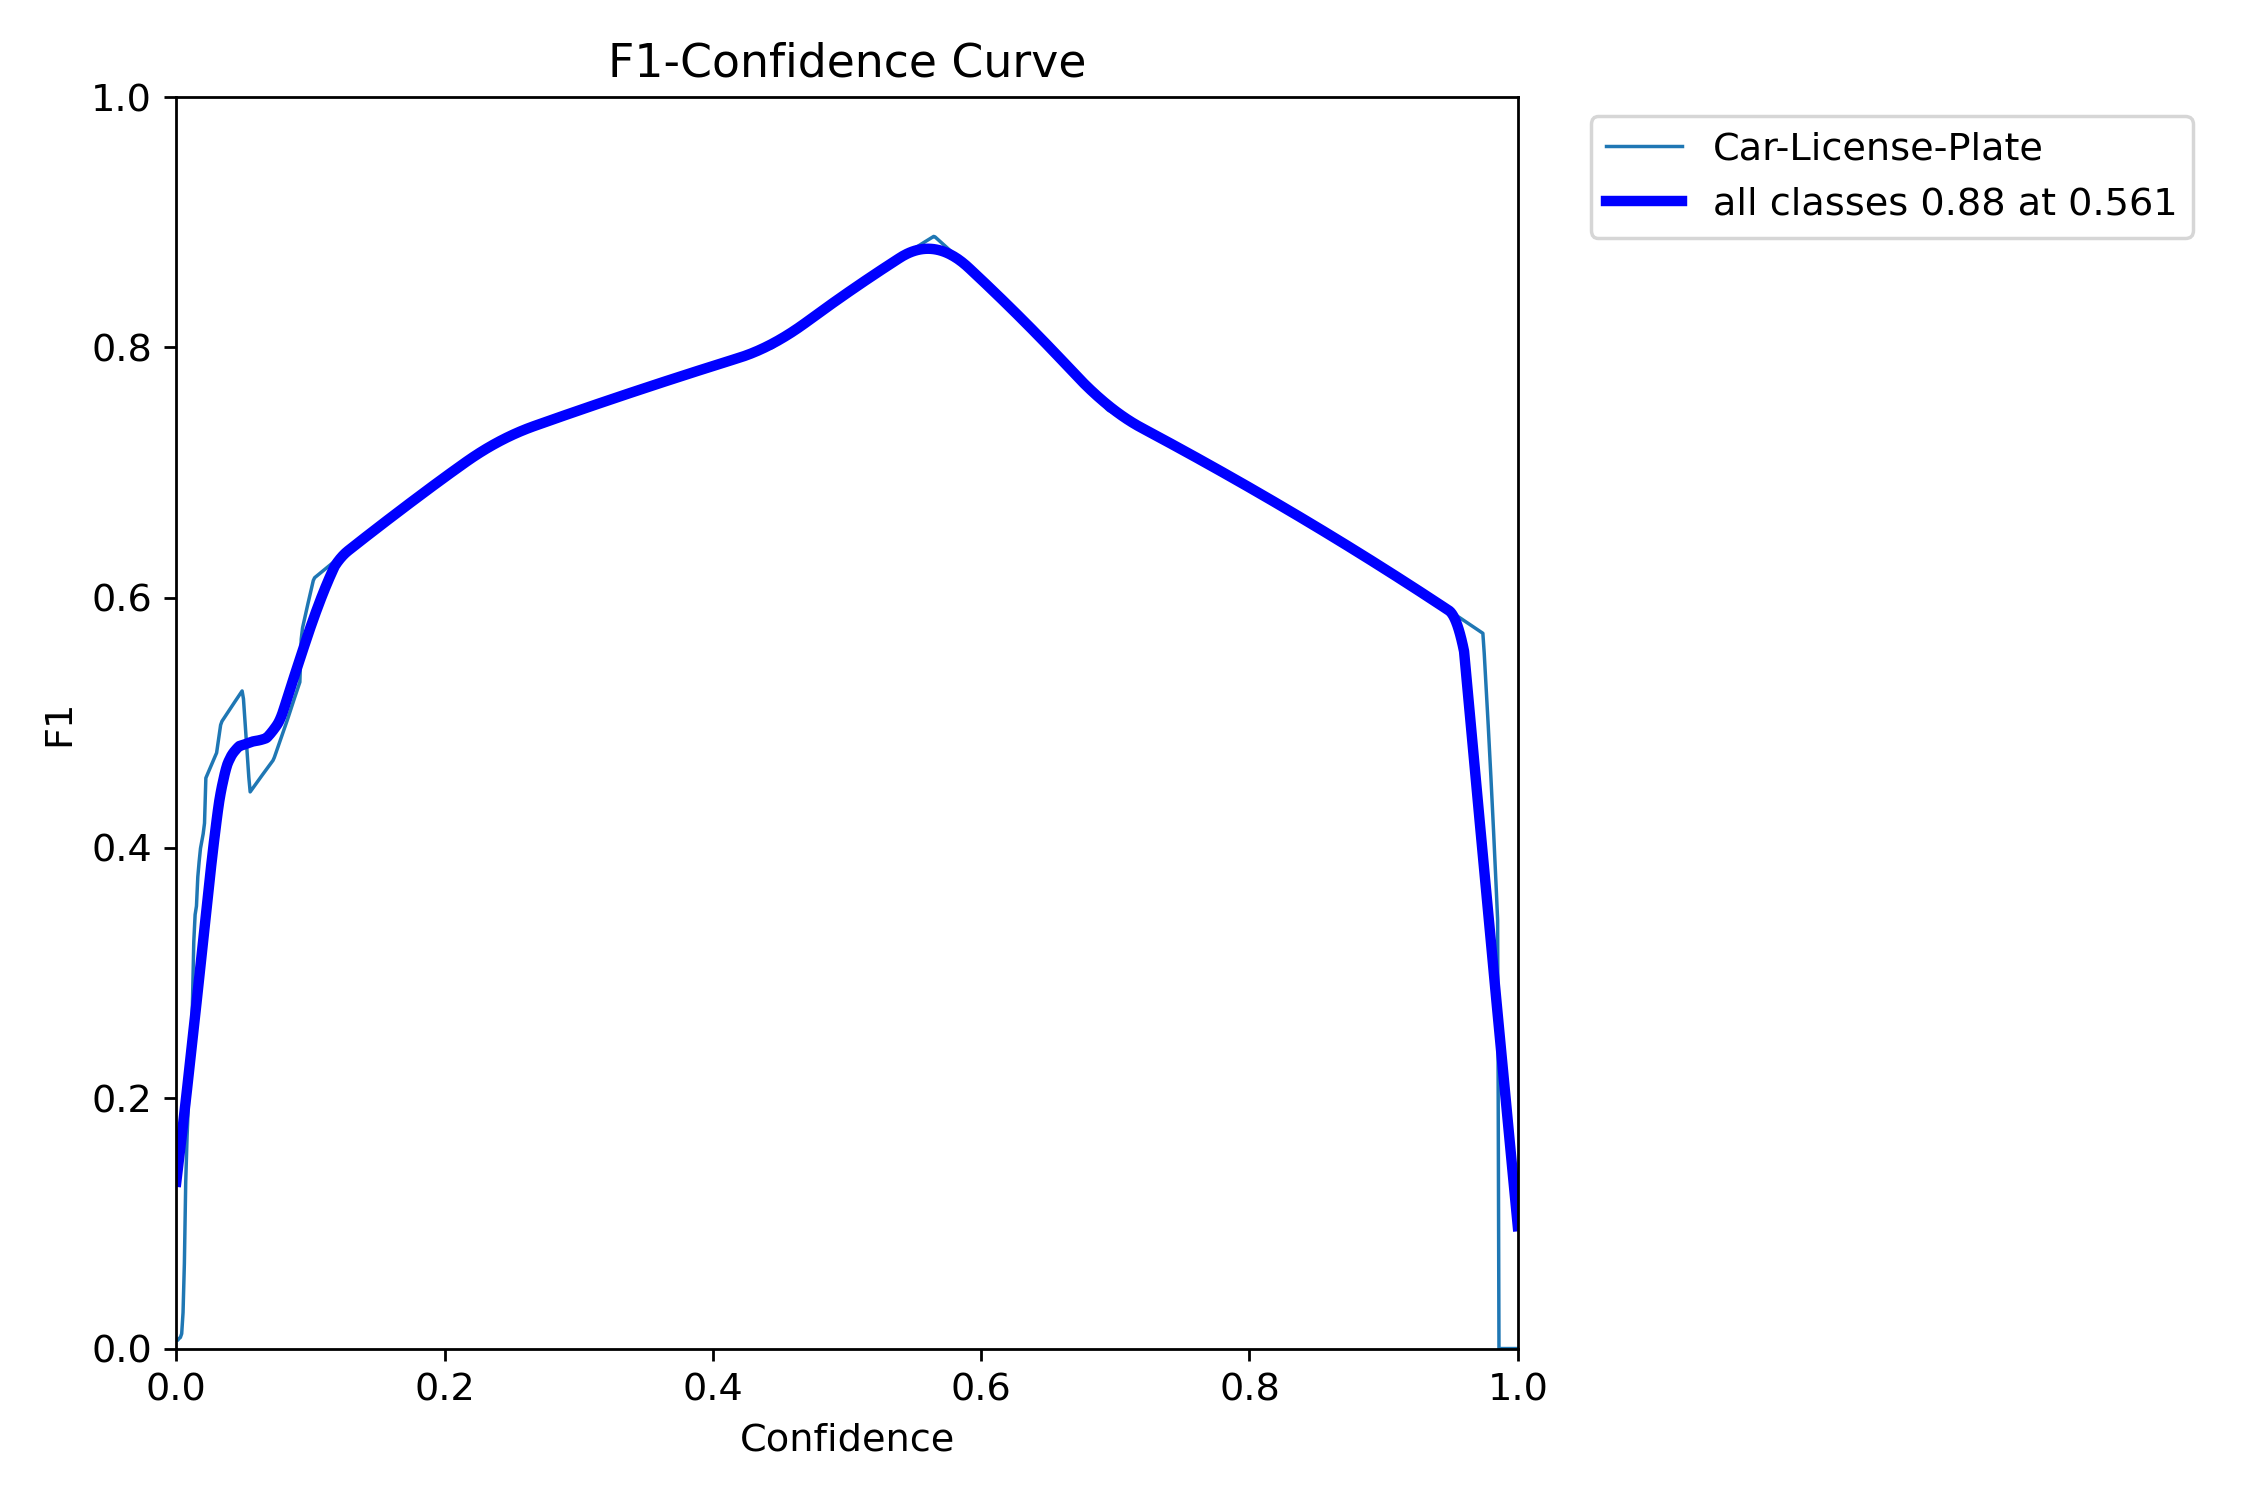 F1-Confidence Curve
1.0
0.8
0.6
0.4
0.2
0.0
F1
0.0 0.2 0.4 0.6 0.8 1.0
Confidence
Car-License-Plate
all classes 0.88 at 0.561